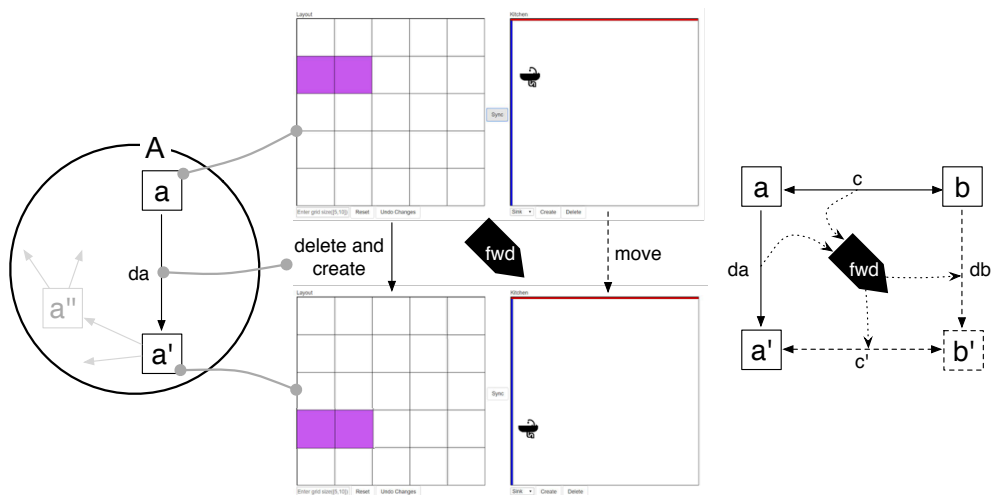 Layout
Kitchen
Sync
Enter grid size([5,10]):
Reset
Undo Changes
Sink
Create
Delete
A
a
da
a''
a'
delete and
create
fwd
move
Layout
Kitchen
Sync
Enter grid size([5,10]):
Reset
Undo Changes
Sink
Create
Delete
a
c
b
da
fwd
db
a'
c'
b'